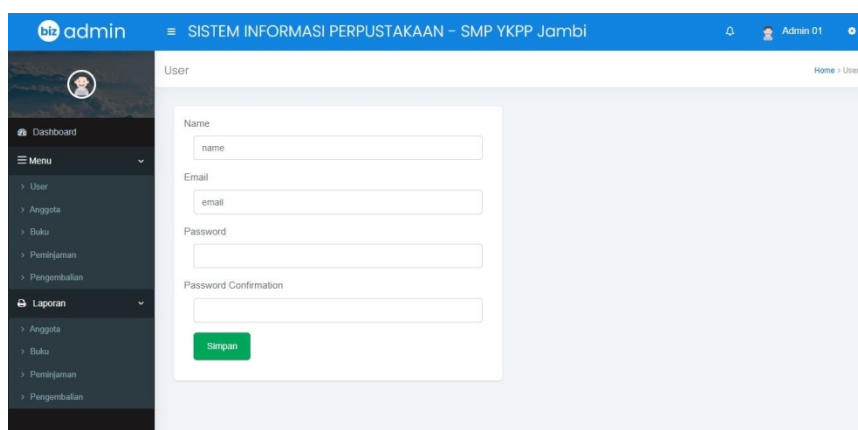 biz admin
SISTEM INFORMASI PERPUSTAKAAN - SMP YKPP Jambi
Admin 01
User
Home > User
Dashboard
Menu
> User
> Anggota
> Buku
> Peminjaman
> Pengembalian
Laporan
> Anggota
> Buku
> Peminjaman
> Pengembalian
Name
name
Email
email
Password
Password Confirmation
Simpan